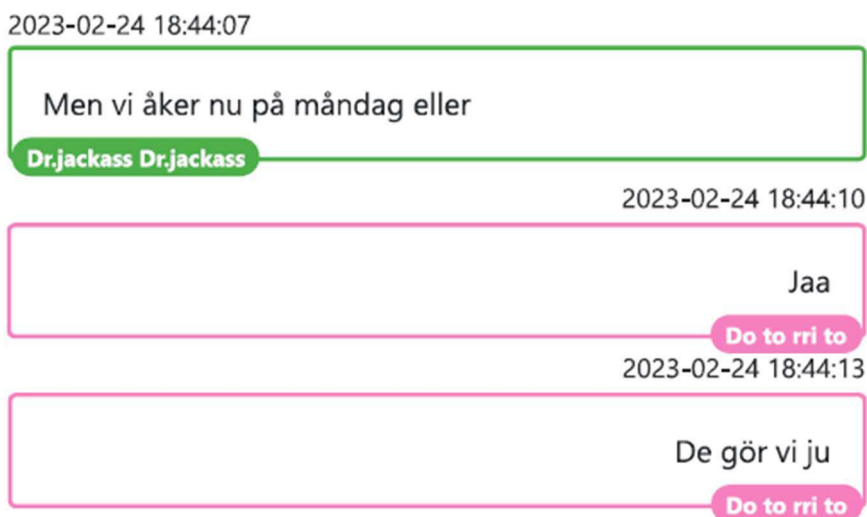 2023-02-24 18:44:07
Men vi åker nu på måndag eller
Dr.jackass Dr.jackass
2023-02-24 18:44:10
Jaa
Do to rri to
2023-02-24 18:44:13
De gör vi ju
Do to rri to